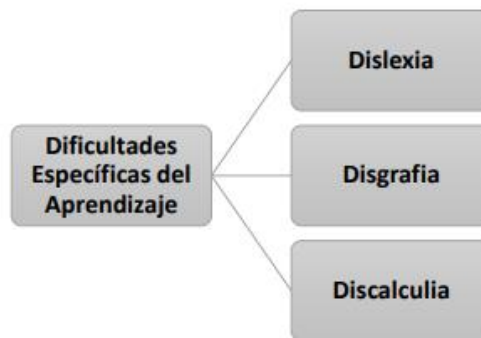 Dificultades
Específicas del
Aprendizaje
Dislexia
Disgrafia
Discalculia